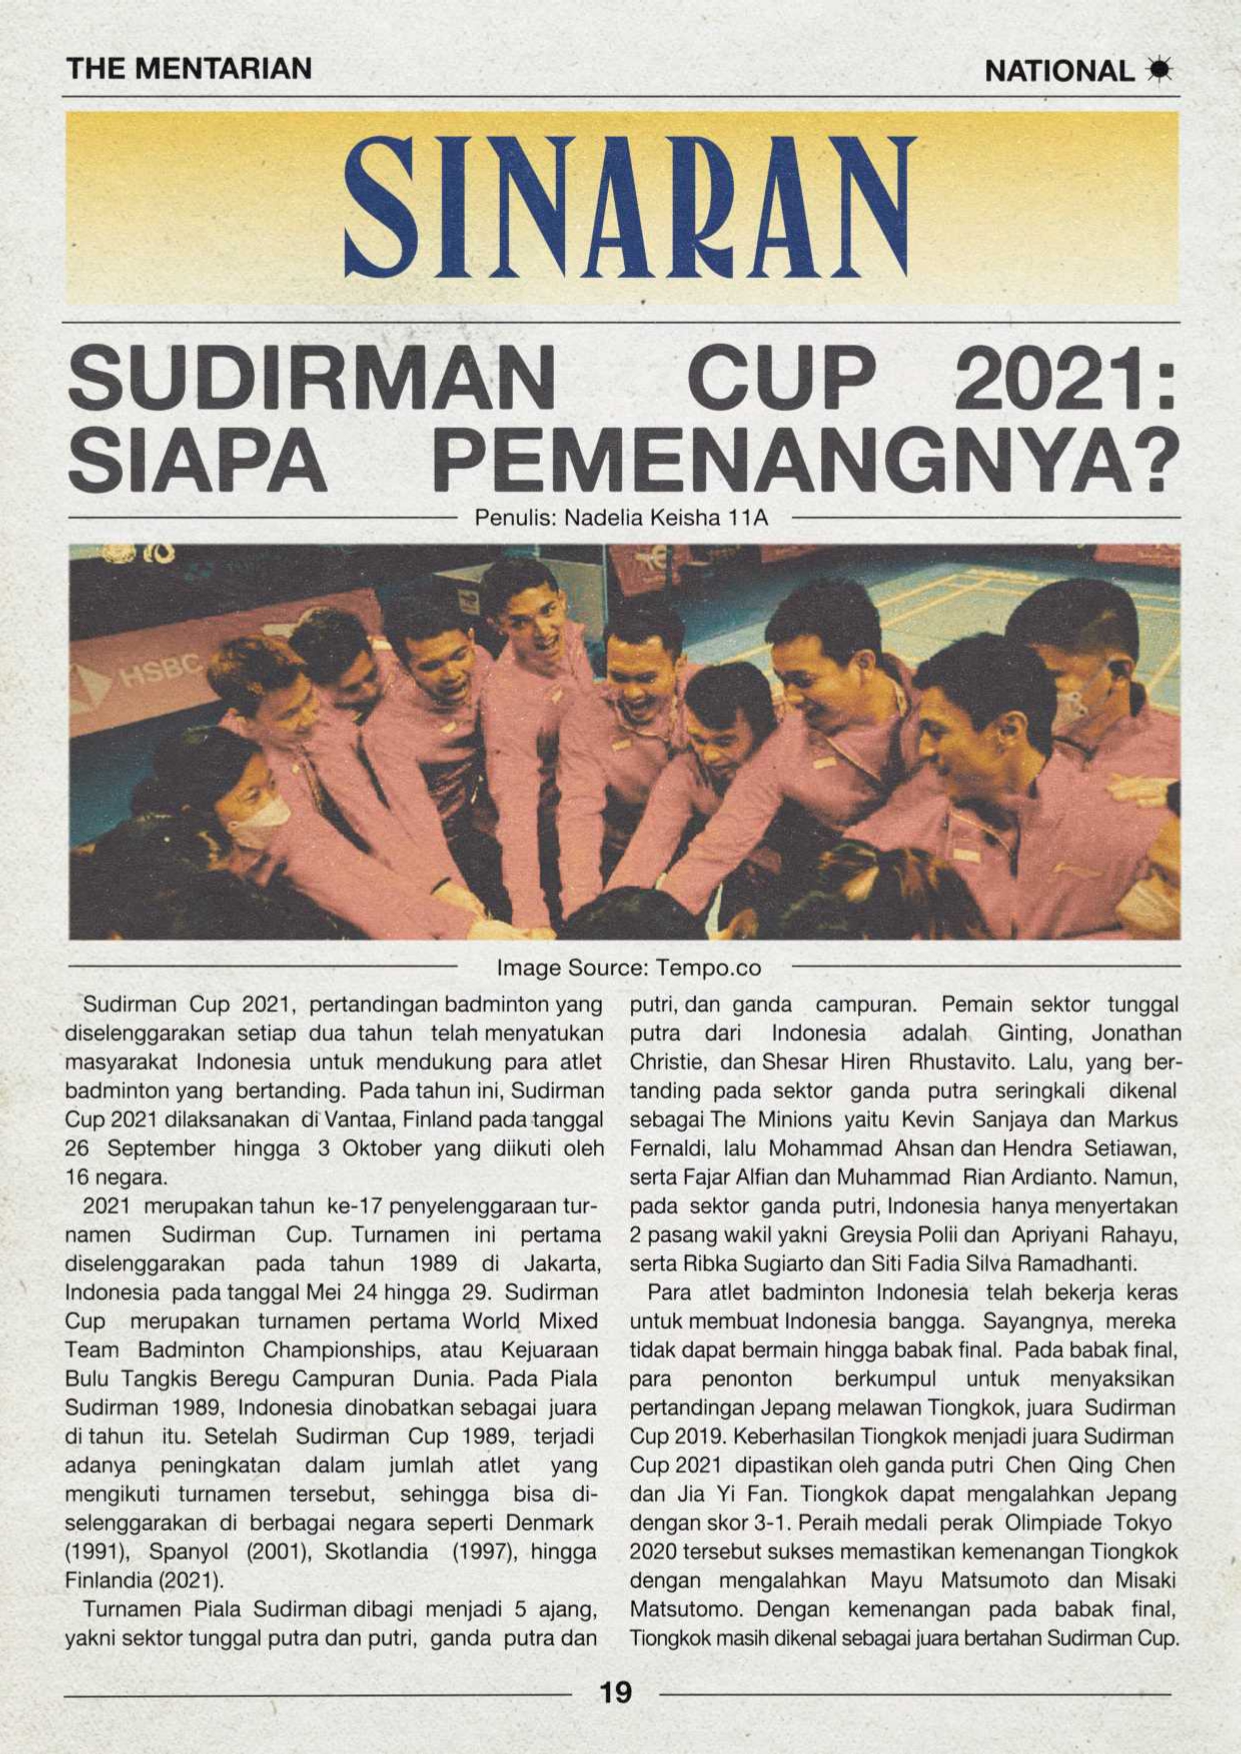 THE MENTARIAN
NATIONAL
SINARAN
SUDIRMAN CUP 2021:
SIAPA PEMENANGNYA?
Penulis: Nadelia Keisha 11A
HSBC
Image Source: Tempo.co
Sudirman Cup 2021, pertandingan badminton yang
diselenggarakan setiap dua tahun telah menyatukan
masyarakat Indonesia untuk mendukung para atlet
badminton yang bertanding. Pada tahun ini, Sudirman
Cup 2021 dilaksanakan di Vantaa, Finland pada tanggal
26 September hingga 3 Oktober yang diikuti oleh
16 negara.
2021 merupakan tahun ke-17 penyelenggaraan tur-
namen Sudirman Cup. Turnamen ini pertama
diselenggarakan pada tahun 1989 di Jakarta,
Indonesia pada tanggal Mei 24 hingga 29. Sudirman
Cup merupakan turnamen pertama World Mixed
Team Badminton Championships, atau Kejuaraan
Bulu Tangkis Beregu Campuran Dunia. Pada Piala
Sudirman 1989, Indonesia dinobatkan sebagai juara
di tahun itu. Setelah Sudirman Cup 1989, terjadi
adanya peningkatan dalam jumlah atlet yang
mengikuti turnamen tersebut, sehingga bisa di-
selenggarakan di berbagai negara seperti Denmark
(1991), Spanyol (2001), Skotlandia (1997), hingga
Finlandia (2021).
Turnamen Piala Sudirman dibagi menjadi 5 ajang,
yakni sektor tunggal putra dan putri, ganda putra dan
putri, dan ganda campuran. Pemain sektor tunggal
putra dari Indonesia adalah Ginting, Jonathan
Christie, dan Shesar Hiren Rhustavito. Lalu, yang ber-
tanding pada sektor ganda putra seringkali dikenal
sebagai The Minions yaitu Kevin Sanjaya dan Markus
Fernaldi, lalu Mohammad Ahsan dan Hendra Setiawan,
serta Fajar Alfian dan Muhammad Rian Ardianto. Namun,
pada sektor ganda putri, Indonesia hanya menyertakan
2 pasang wakil yakni Greysia Polii dan Apriyani Rahayu,
serta Ribka Sugiarto dan Siti Fadia Silva Ramadhanti.
Para atlet badminton Indonesia telah bekerja keras
untuk membuat Indonesia bangga. Sayangnya, mereka
tidak dapat bermain hingga babak final. Pada babak final,
para penonton berkumpul untuk menyaksikan
pertandingan Jepang melawan Tiongkok, juara Sudirman
Cup 2019. Keberhasilan Tiongkok menjadi juara Sudirman
Cup 2021 dipastikan oleh ganda putri Chen Qing Chen
dan Jia Yi Fan. Tiongkok dapat mengalahkan Jepang
dengan skor 3-1. Peraih medali perak Olimpiade Tokyo
2020 tersebut sukses memastikan kemenangan Tiongkok
dengan mengalahkan Mayu Matsumoto dan Misaki
Matsutomo. Dengan kemenangan pada babak final,
Tiongkok masih dikenal sebagai juara bertahan Sudirman Cup.
19